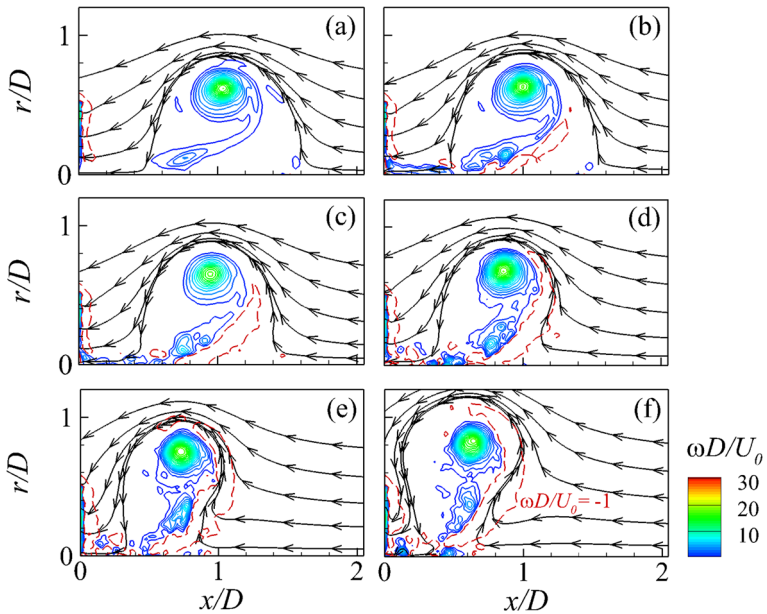 (a)
(b)
1
r/D
0
(c)
(d)
1
r/D
0
(e)
(f)
1
r/D
ωD/U₀
30
20
10
ωD/U₀= -1
0
0 1 2 0 1 2
x/D x/D